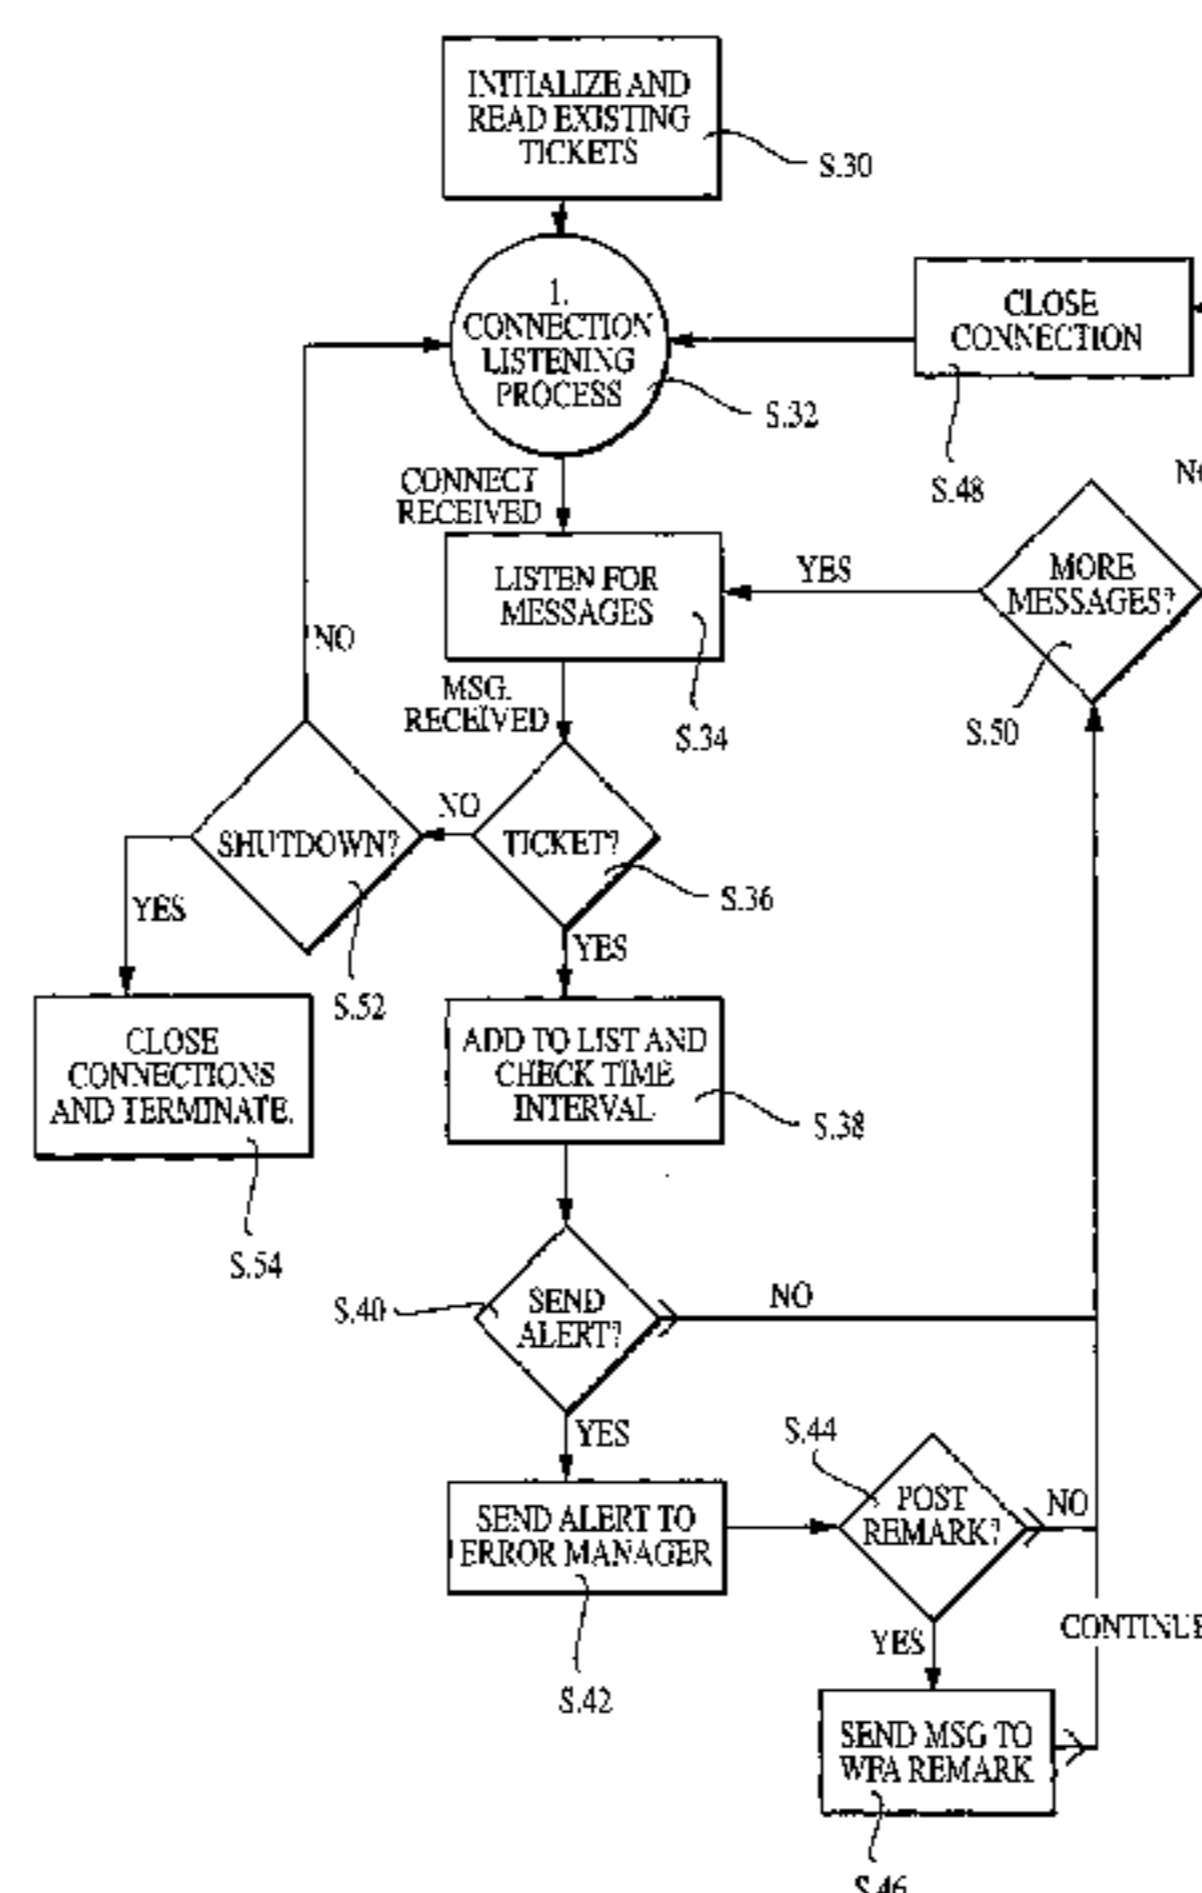 INITIALIZE AND
READ EXISTING
TICKETS
S.30
1.
CONNECTION
LISTENING
PROCESS
S.32
CLOSE
CONNECTION
S.48
CONNECT
RECEIVED
LISTEN FOR
MESSAGES
S.34
YES
MORE
MESSAGES?
S.50
NO
MSG.
RECEIVED
SHUTDOWN?
S.52
NO
TICKET?
S.36
YES
YES
CLOSE
CONNECTIONS
AND TERMINATE.
S.54
ADD TO LIST AND
CHECK TIME
INTERVAL
S.38
S.40
SEND
ALERT?
NO
YES
SEND ALERT TO
ERROR MANAGER
S.42
S.44
POST
REMARK?
NO
YES
CONTINUE
SEND MSG TO
WFA REMARK
S.46